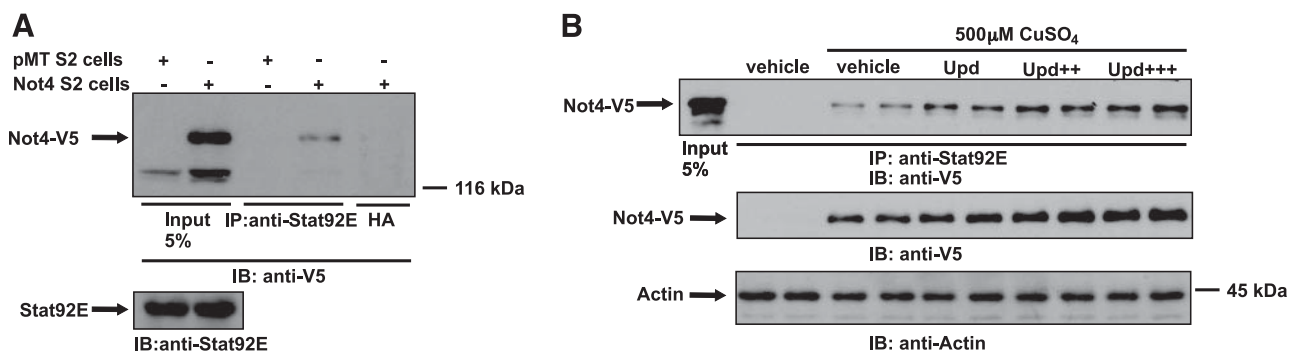 A
pMT S2 cells + - + - -
Not4 S2 cells - + - + +
Not4-V5
116 kDa
Input 5%
IP:anti-Stat92E
HA
IB: anti-V5
Stat92E
IB:anti-Stat92E
B
500µM CuSO4
vehicle vehicle Upd Upd++ Upd+++
Not4-V5
Input 5%
IP: anti-Stat92E
IB: anti-V5
Not4-V5
IB: anti-V5
Actin
45 kDa
IB: anti-Actin